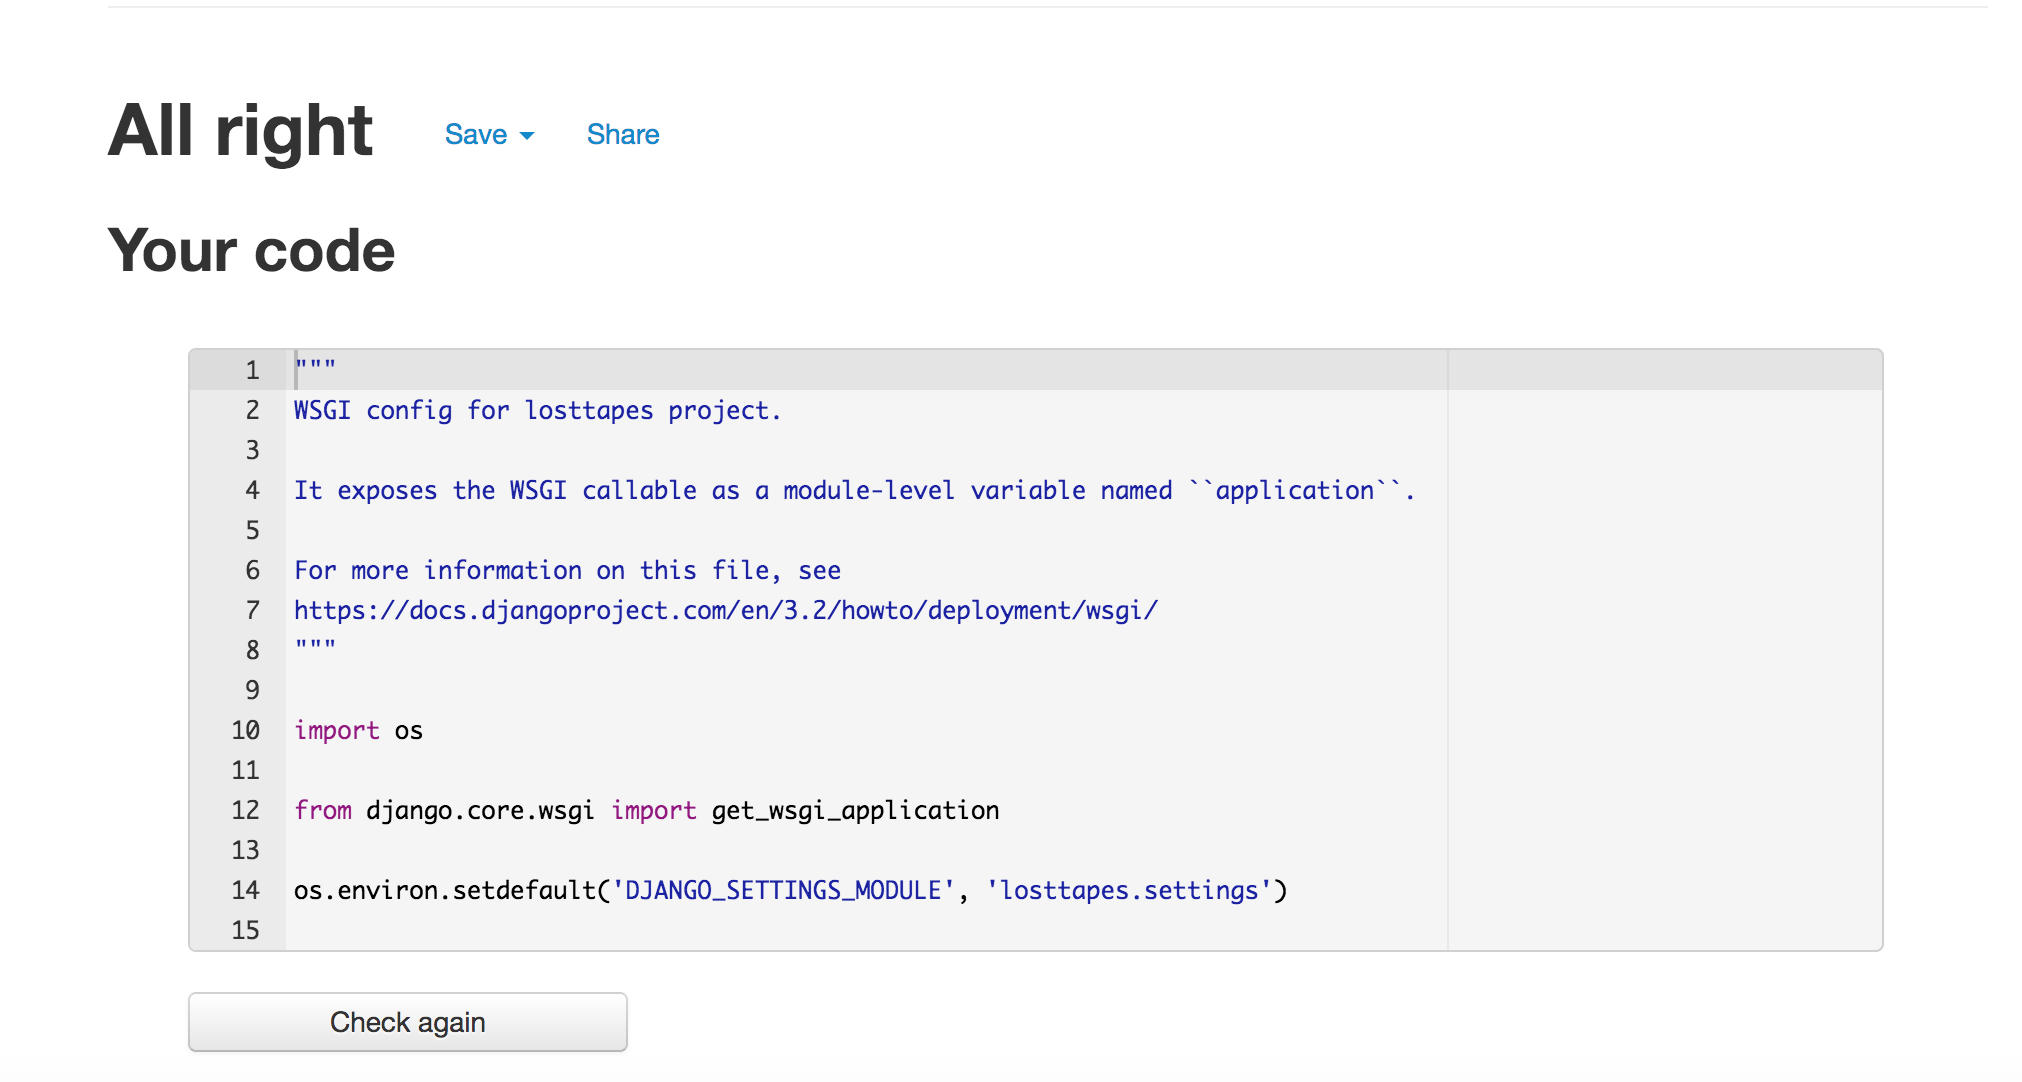 All right Save Share
Your code
1 """
2 WSGI config for losttapes project.
3
4 It exposes the WSGI callable as a module-level variable named ``application``.
5
6 For more information on this file, see
7 https://docs.djangoproject.com/en/3.2/howto/deployment/wsgi/
8 """
9
10 import os
11
12 from django.core.wsgi import get_wsgi_application
13
14 os.environ.setdefault('DJANGO_SETTINGS_MODULE', 'losttapes.settings')
15
Check again